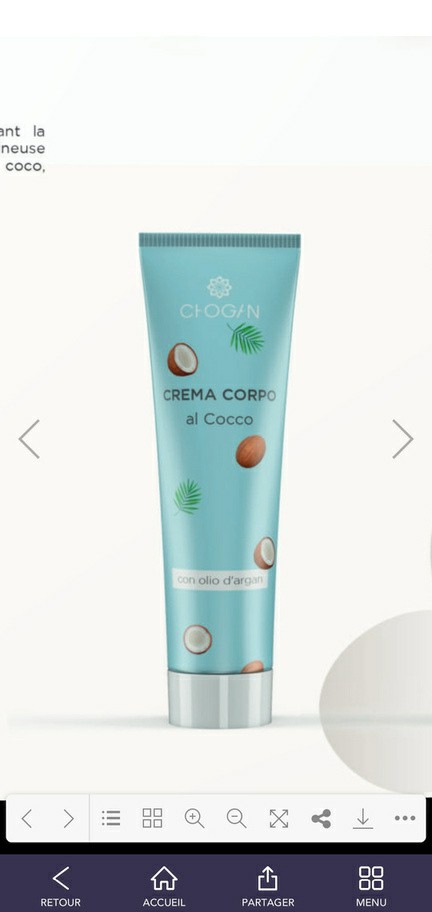 ant la
neuse
coco,
CHOGAN
CREMA CORPO
al Cocco
con olio d'argan
RETOUR
ACCUEIL
PARTAGER
MENU